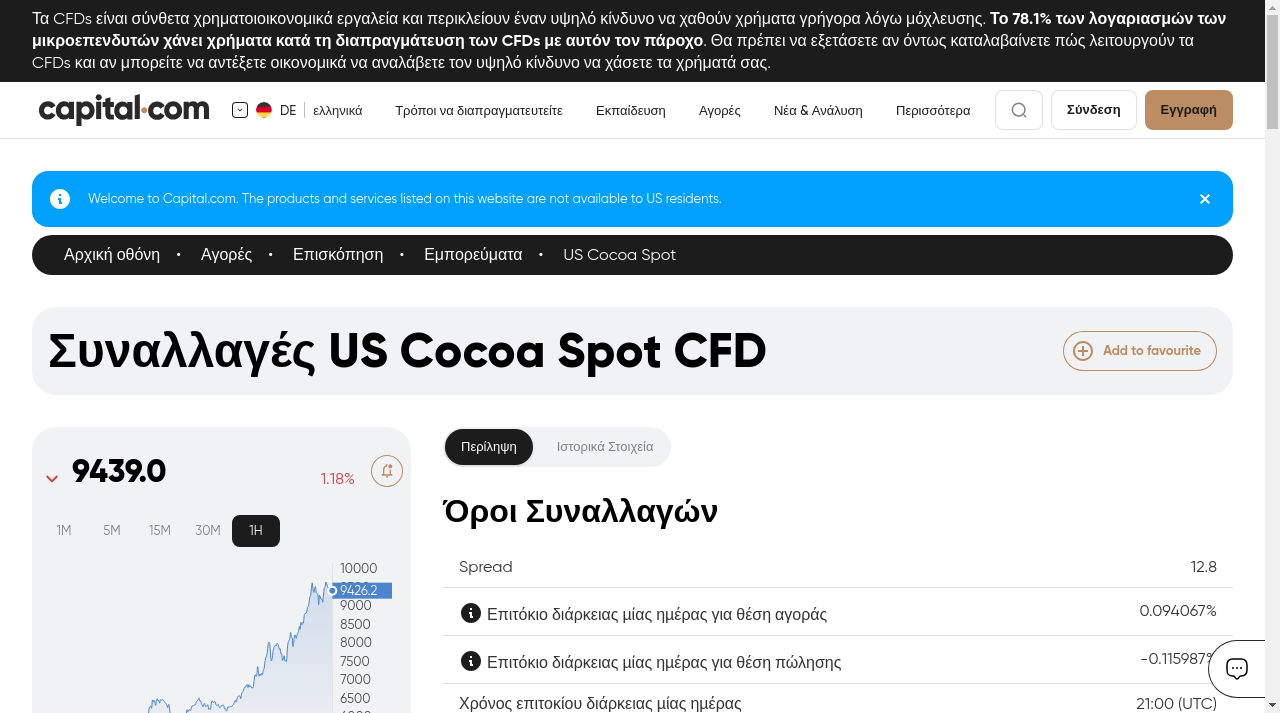 Τα CFDs είναι σύνθετα χρηματοοικονομικά εργαλεία και περικλείουν έναν υψηλό κίνδυνο να χαθούν χρήματα γρήγορα λόγω μόχλευσης. Το 78.1% των λογαριασμών των
μικροεπενδυτών χάνει χρήματα κατά τη διαπραγμάτευση των CFDs με αυτόν τον πάροχο. Θα πρέπει να εξετάσετε αν όντως καταλαβαίνετε πώς λειτουργούν τα
CFDs και αν μπορείτε να αντέξετε οικονομικά να αναλάβετε τον υψηλό κίνδυνο να χάσετε τα χρήματά σας.
capital.com
DE
ελληνικά
Τρόποι να διαπραγματευτείτε
Εκπαίδευση
Αγορές
Νέα & Ανάλυση
Περισσότερα
Σύνδεση
Εγγραφή
Welcome to Capital.com. The products and services listed on this website are not available to US residents.
Αρχική οθόνη • Αγορές • Επισκόπηση • Εμπορεύματα • US Cocoa Spot
Συναλλαγές US Cocoa Spot CFD
Add to favourite
9439.0
1.18%
1M 5M 15M 30M 1H
10000
9426.2
9000
8500
8000
7500
7000
6500
Περίληψη
Ιστορικά Στοιχεία
Όροι Συναλλαγών
Spread 12.8
Επιτόκιο διάρκειας μίας ημέρας για θέση αγοράς 0.094067%
Επιτόκιο διάρκειας μίας ημέρας για θέση πώλησης -0.115987%
Χρόνος επιτοκίου διάρκειας μίας ημέρας 21:00 (UTC)